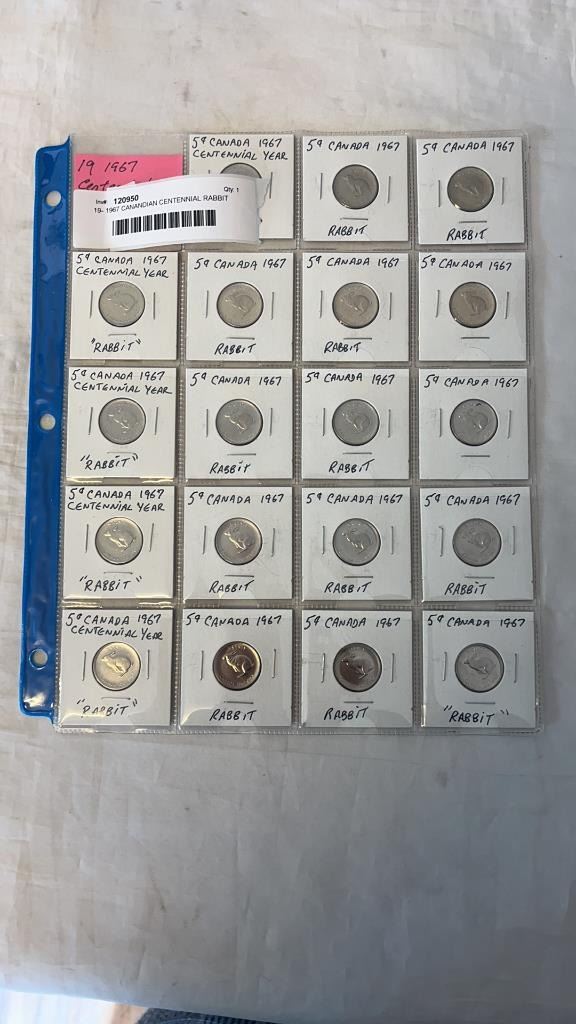 19 1967
5¢ CANADA 1967
CENTENNIAL YEAR
5¢ CANADA 1967
RABBIT
5¢ CANADA 1967
RABBIT
Qty: 1
120950
19- 1967 CANANDIAN CENTENNIAL RABBIT
5¢ CANADA 1967
CENTENNIAL YEAR
"RABBIT"
5¢ CANADA 1967
RABBIT
5¢ CANADA 1967
RABBIT
5¢ CANADA 1967
5¢ CANADA 1967
CENTENNIAL YEAR
"RABBIT"
5¢ CANADA 1967
RABBIT
5¢ CANADA 1967
RABBIT
5¢ CANADA 1967
5¢ CANADA 1967
CENTENNIAL YEAR
"RABBIT"
5¢ CANADA 1967
RABBIT
5¢ CANADA 1967
RABBIT
5¢ CANADA 1967
RABBIT
5¢ CANADA 1967
CENTENNIAL YEAR
"RABBIT"
5¢ CANADA 1967
RABBIT
5¢ CANADA 1967
RABBIT
5¢ CANADA 1967
"RABBIT"